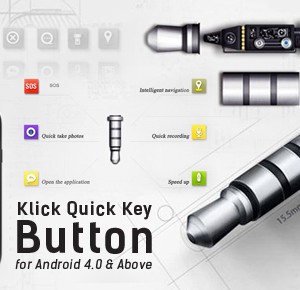 SOS
SOS
Intelligent navigation
Quick take photos
Quick recording
Open the application
Speed up
15.5mm
Klick Quick Key
Button
for Android 4.0 & Above